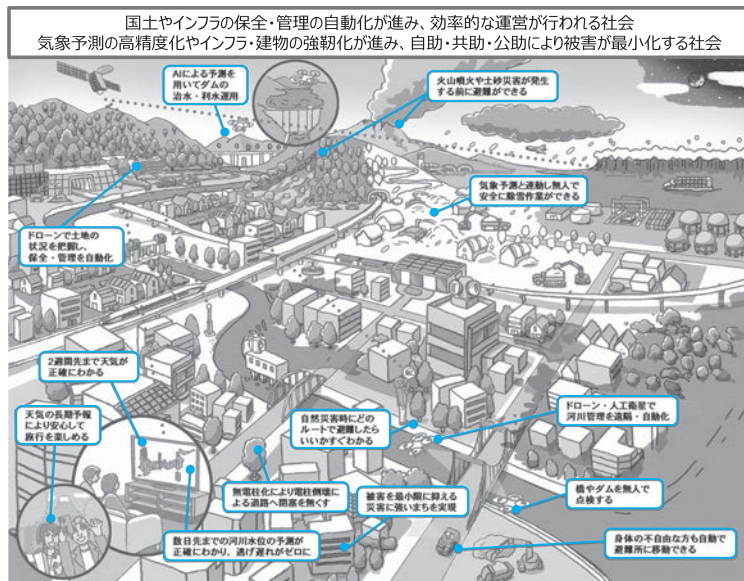 国土やインフラの保全・管理の自動化が進み、効率的な運営が行われる社会
気象予測の高精度化やインフラ・建物の強靭化が進み、自助・共助・公助により被害が最小化する社会
AIによる予測を
用いてダムの
治水・利水運用
火山噴火や土砂災害が発生
する前に避難ができる
気象予測と連動し無人で
安全に除雪作業ができる
ドローンで土地の
状況を把握し、
保全・管理を自動化
2週間先まで天気が
正確にわかる
天気の長期予報
により安心して
旅行を楽しめる
自然災害時にどの
ルートで避難したら
いいかすぐわかる
ドローン・人工衛星で
河川管理を遠隔・自動化
無電柱化により電柱倒壊に
よる道路へ閉塞を無くす
被害を最小限に抑える
災害に強いまちを実現
橋やダムを無人で
点検する
数日先までの河川水位の予測が
正確にわかり、逃げ遅れがゼロに
身体の不自由な方も自動で
避難所に移動できる